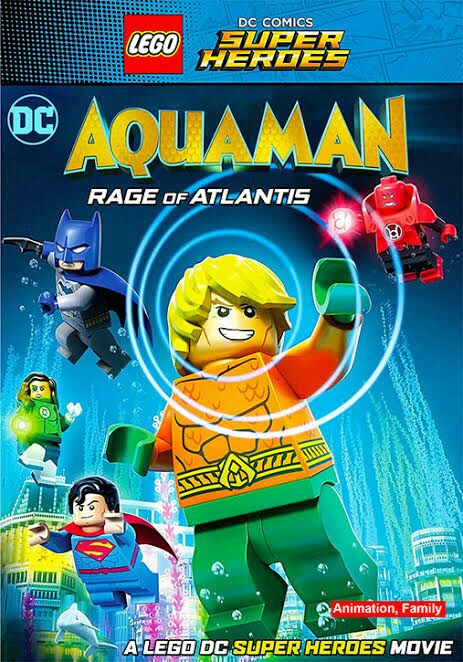 LEGO
DC COMICS
SUPER
HEROES
DC
AQUAMAN
RAGE OF ATLANTIS
Animation, Family
A LEGO DC SUPER HEROES MOVIE